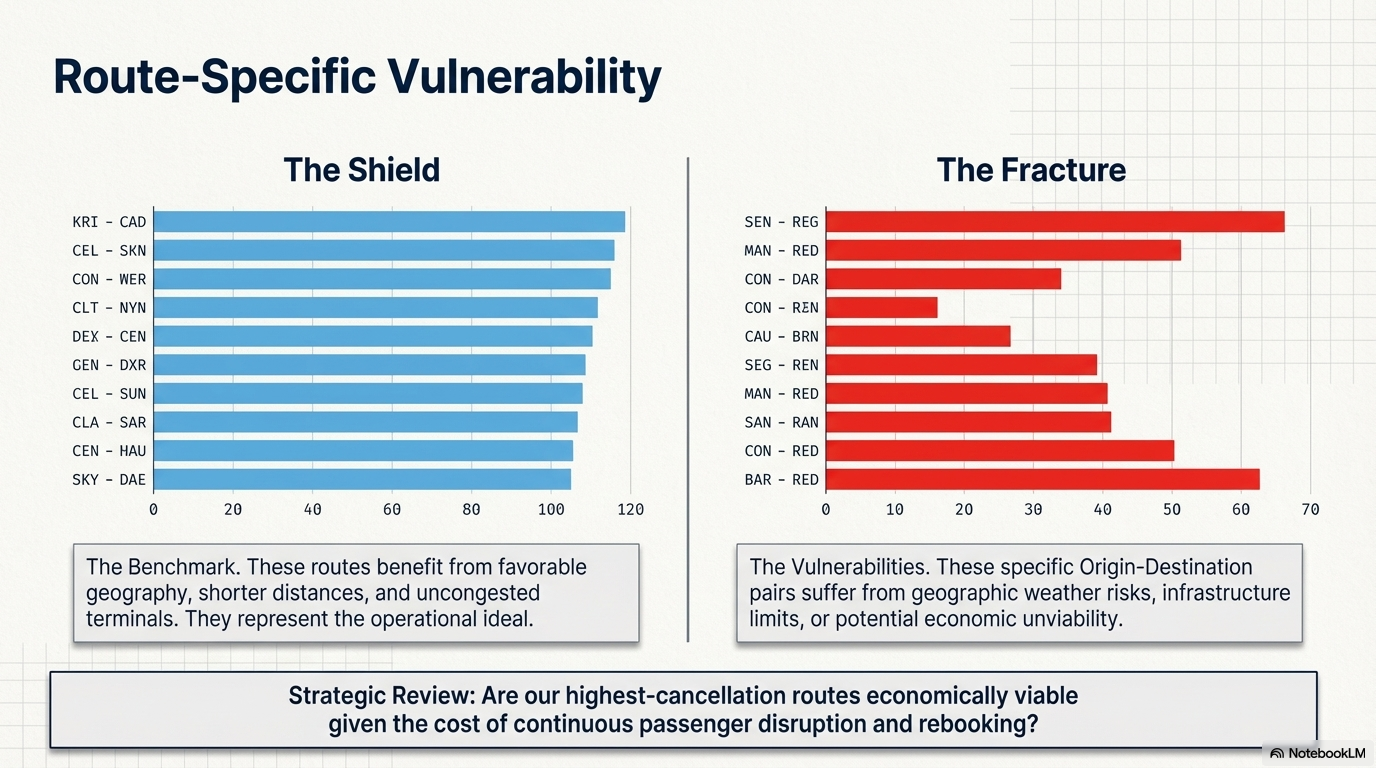 Route-Specific Vulnerability
The Shield
KRI – CAD
CEL – SKN
CON – WER
CLT – NYN
DEX – CEN
GEN – DXR
CEL – SUN
CLA – SAR
CEN – HAU
SKY – DAE
0 20 40 60 80 100 120
The Benchmark. These routes benefit from favorable
geography, shorter distances, and uncongested
terminals. They represent the operational ideal.
The Fracture
SEN – REG
MAN – RED
CON – DAR
CON –
CAU – BRN
SEG – REN
MAN – RED
SAN – RAN
CON – RED
BAR – RED
0 10 20 30 40 50 60 70
The Vulnerabilities. These specific Origin-Destination
pairs suffer from geographic weather risks, infrastructure
limits, or potential economic unviability.
Strategic Review: Are our highest-cancellation routes economically viable
given the cost of continuous passenger disruption and rebooking?
NotebookLM